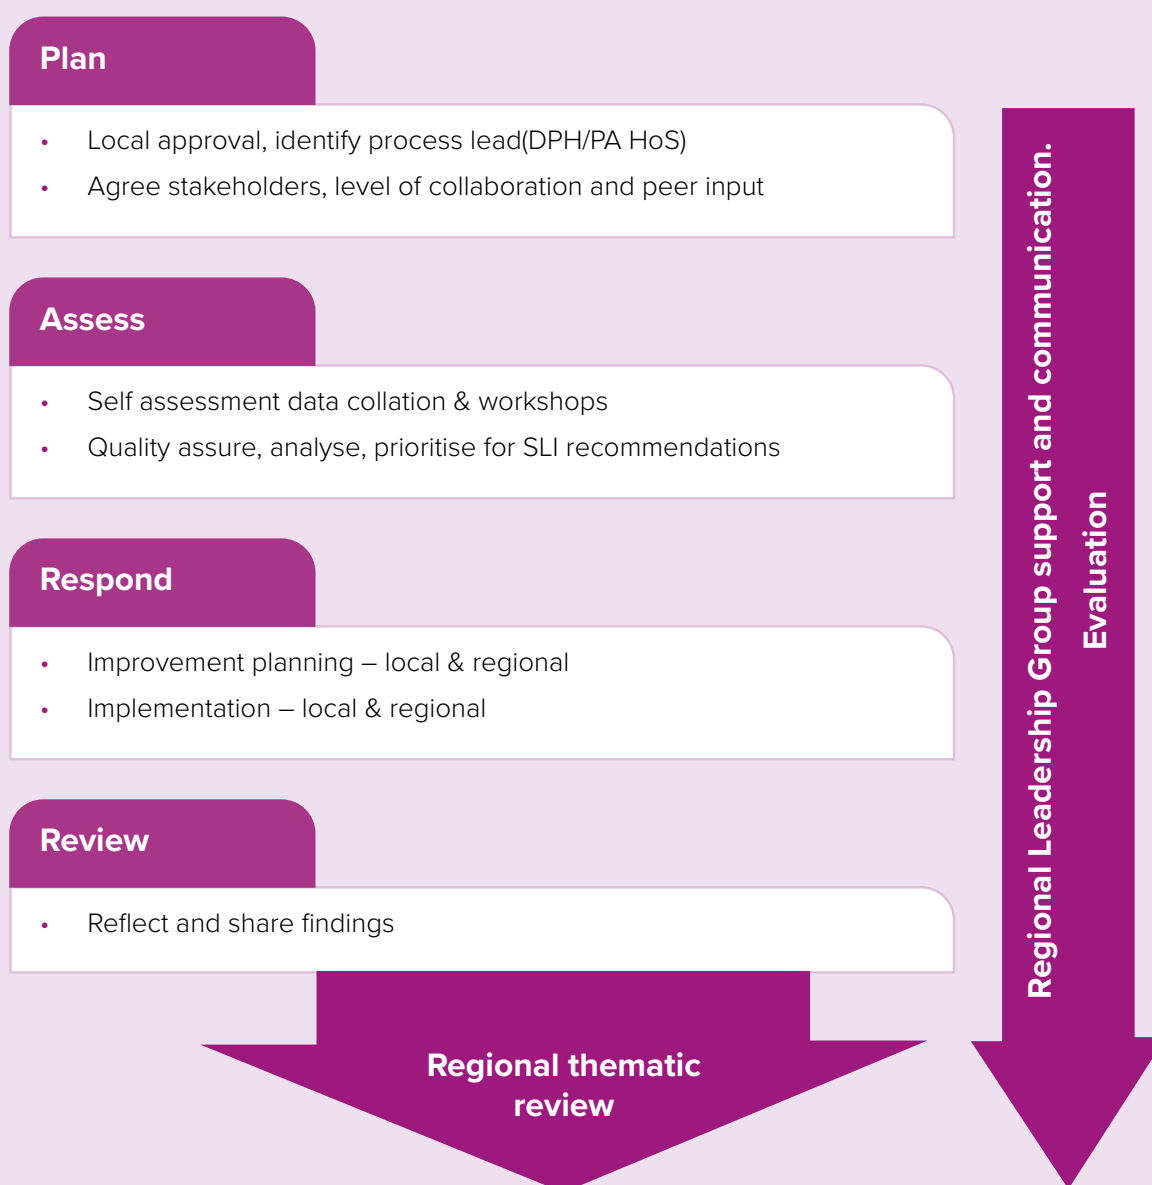 Plan
• Local approval, identify process lead(DPH/PA HoS)
• Agree stakeholders, level of collaboration and peer input
Assess
• Self assessment data collation & workshops
• Quality assure, analyse, prioritise for SLI recommendations
Respond
• Improvement planning – local & regional
• Implementation – local & regional
Review
• Reflect and share findings
Regional thematic
review
Regional Leadership Group support and communication.
Evaluation